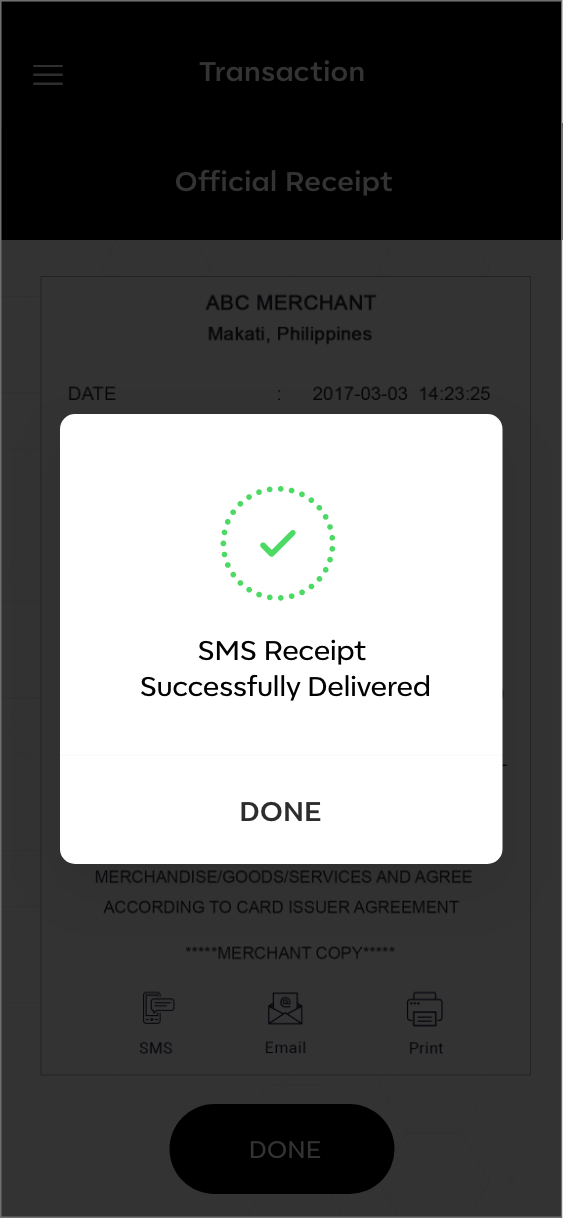 Transaction
Official Receipt
ABC MERCHANT
Makati, Philippines
DATE : 2017-03-03 14:23:25
SMS Receipt
Successfully Delivered
DONE
MERCHANDISE/GOODS/SERVICES AND AGREE
ACCORDING TO CARD ISSUER AGREEMENT
*****MERCHANT COPY*****
SMS Email Print
DONE